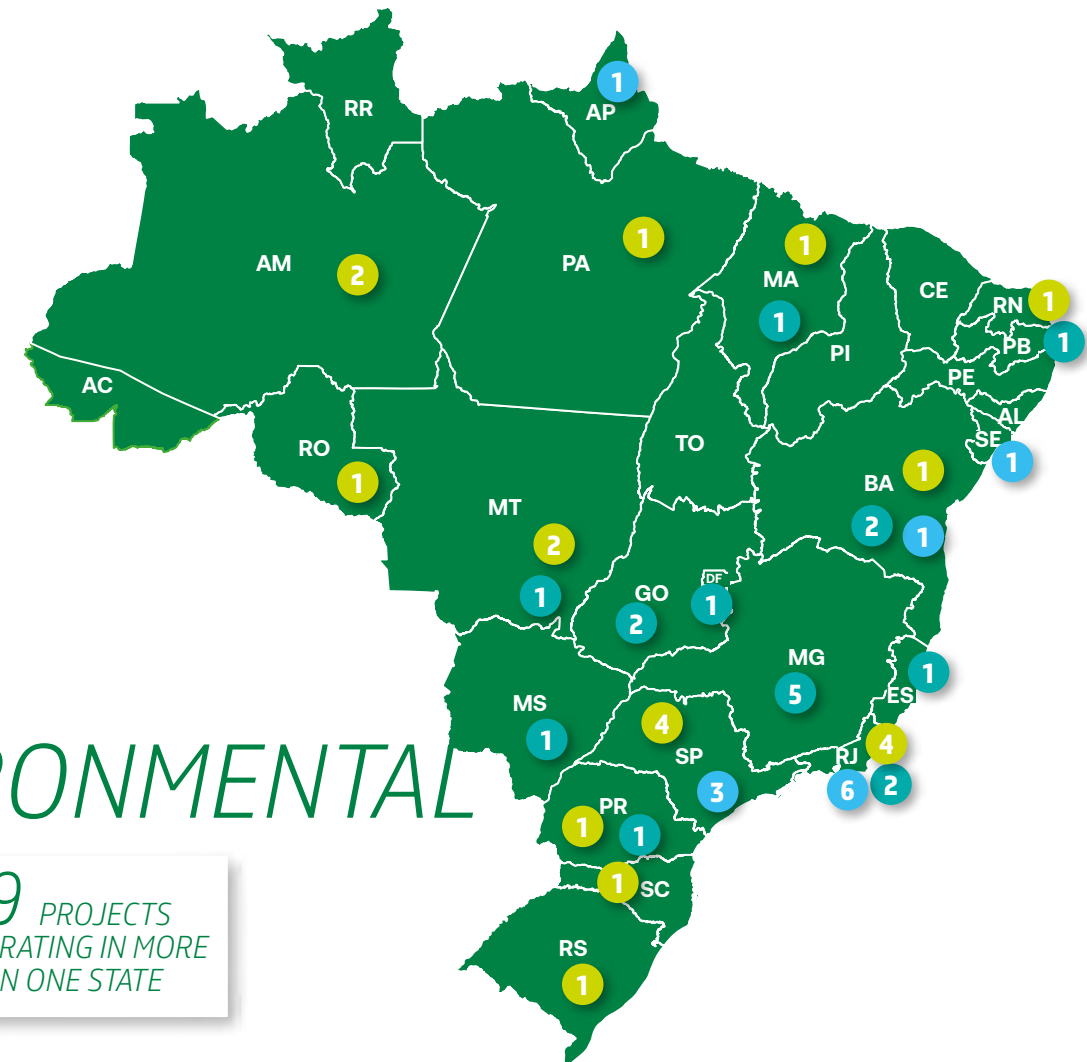 1
RR
AP
1
1
AM
2
PA
MA
CE
RN
1
1
PB
1
PI
PE
AC
AL
TO
SE
RO
1
1
1
BA
MT
2
1
2
DF
1
GO
1
2
MG
1
5
ES
MS
4
1
SP
RJ
4
3
6
2
RONMENTAL
PR
1
1
1
SC
9 PROJECTS
RATING IN MORE
N ONE STATE
RS
1